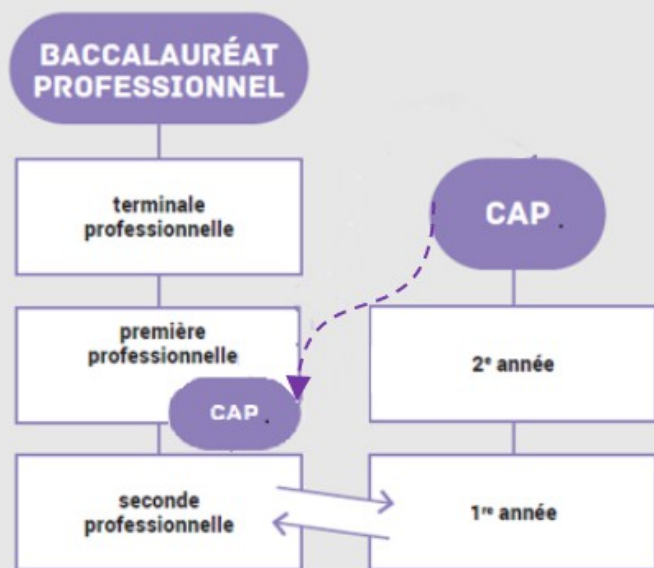 BACCALAURÉAT
PROFESSIONNEL
terminale
professionnelle
première
professionnelle
CAP .
seconde
professionnelle
CAP .
2e année
1re année